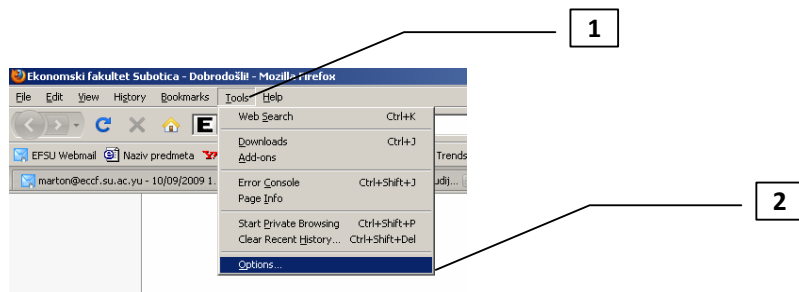 1
Ekonomski fakultet Subotica - Dobrodošli! - Mozilla Firefox
File Edit View History Bookmarks Tools Help
Web Search Ctrl+K
E
Downloads Ctrl+J
EFSU Webmail Naziv predmeta Trends
Add-ons
marton@eccf.su.ac.yu - 10/09/2009 1. Error Console Ctrl+Shift+J udij...
Page Info
2
Start Private Browsing Ctrl+Shift+P
Clear Recent History... Ctrl+Shift+Del
Options...